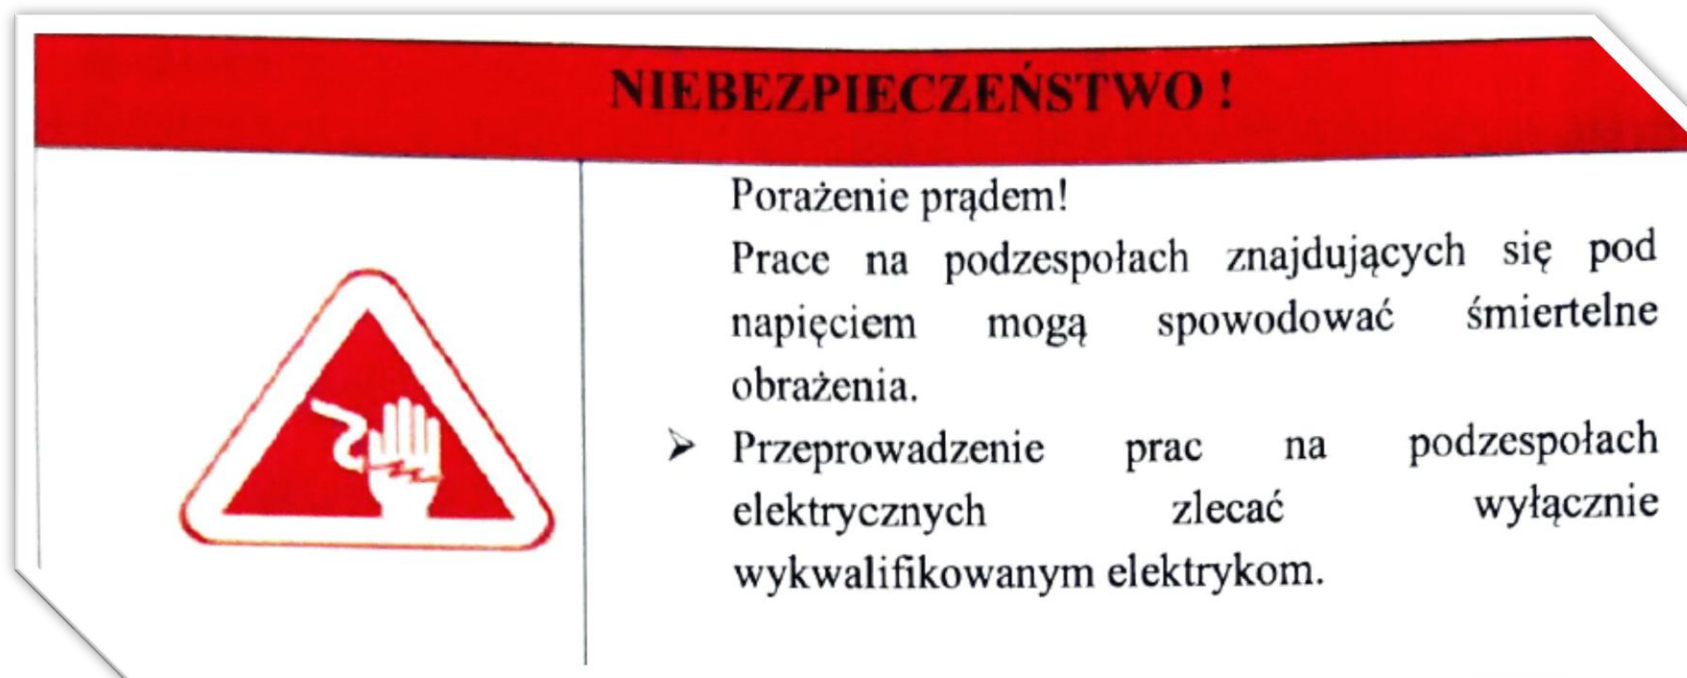 NIEBEZPIECZEŃSTWO !
Porażenie prądem!
Prace na podzespołach znajdujących się pod
napięciem mogą spowodować śmiertelne
obrażenia.
➢ Przeprowadzenie prac na podzespołach
elektrycznych zlecać wyłącznie
wykwalifikowanym elektrykom.